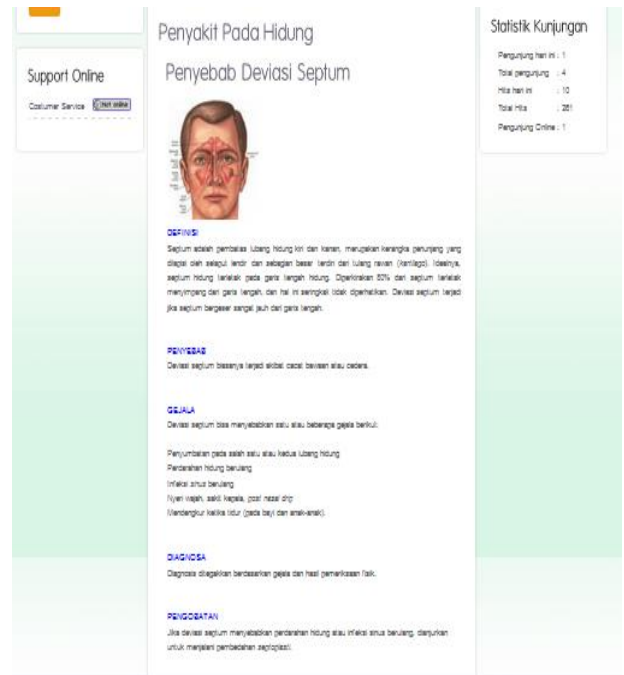 Support Online
Costumer Service
Not online
Penyakit Pada Hidung
Penyebab Deviasi Septum
DEFINISI
Septum adalah pembatas lubang hidung kiri dan kanan, merupakan kerangka penunjang yang
dilapisi oleh selaput lendir dan sebagian besar terdiri dari tulang rawan (kartilago). Idealnya,
septum hidung terletak pada garis tengah hidung. Diperkirakan 80% dari septum terletak
menyimpang dari garis tengah, dan hal ini seringkali tidak diperhatikan. Deviasi septum terjadi
jika septum bergeser sangat jauh dari garis tengah.
PENYEBAB
Deviasi septum biasanya terjadi akibat cacat bawaan atau cedera.
GEJALA
Deviasi septum bisa menyebabkan satu atau beberapa gejala berikut:
Penyumbatan pada salah satu atau kedua lubang hidung
Perdarahan hidung berulang
Infeksi sinus berulang
Nyeri wajah, sakit kepala, post nasal drip
Mendengkur ketika tidur (pada bayi dan anak-anak).
DIAGNOSA
Diagnosis ditegakkan berdasarkan gejala dan hasil pemeriksaan fisik.
PENGOBATAN
Jika deviasi septum menyebabkan perdarahan hidung atau infeksi sinus berulang, dianjurkan
untuk menjalani pembedahan septoplasti.
Statistik Kunjungan
Pengunjung hari ini : 1
Total pengunjung : 4
Hits hari ini : 10
Total Hits : 261
Pengunjung Online : 1